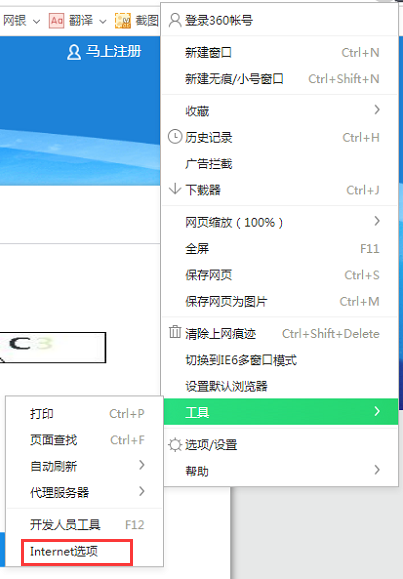 网银 Aa 翻译 截图
马上注册
登录360帐号
新建窗口 Ctrl+N
新建无痕/小号窗口 Ctrl+Shift+N
收藏
历史记录 Ctrl+H
广告拦截
下载器 Ctrl+J
网页缩放（100%）
全屏 F11
保存网页 Ctrl+S
保存网页为图片 Ctrl+M
清除上网痕迹 Ctrl+Shift+Delete
切换到IE6多窗口模式
设置默认浏览器
工具
选项/设置
帮助
C3
打印 Ctrl+P
页面查找 Ctrl+F
自动刷新
代理服务器
开发人员工具 F12
Internet选项